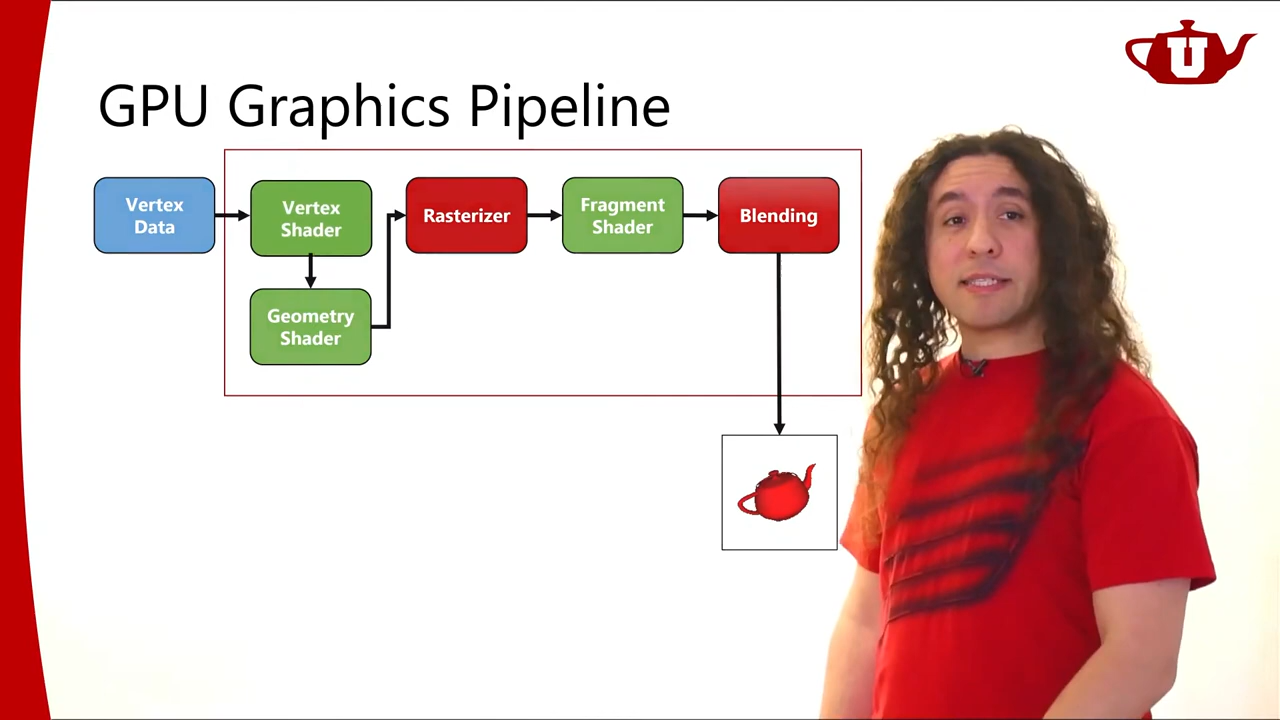 U
GPU Graphics Pipeline
Vertex
Data
Vertex
Shader
Geometry
Shader
Rasterizer
Fragment
Shader
Blending